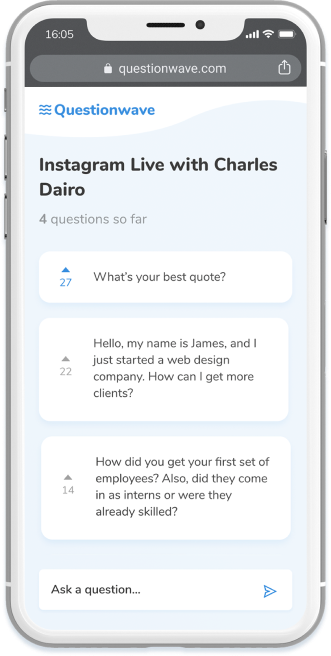 16:05
questionwave.com
Questionwave
Instagram Live with Charles
Dairo
4 questions so far
27
What's your best quote?
22
Hello, my name is James, and I
just started a web design
company. How can I get more
clients?
14
How did you get your first set of
employees? Also, did they come
in as interns or were they
already skilled?
Ask a question...